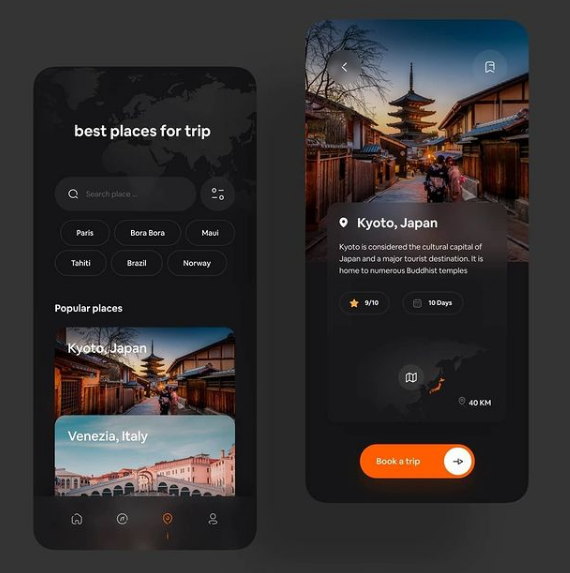 best places for trip
Search place ...
Paris
Bora Bora
Maui
Tahiti
Brazil
Norway
Popular places
Kyoto, Japan
Venezia, Italy
Kyoto, Japan
Kyoto is considered the cultural capital of
Japan and a major tourist destination. It is
home to numerous Buddhist temples
9/10
10 Days
40 KM
Book a trip